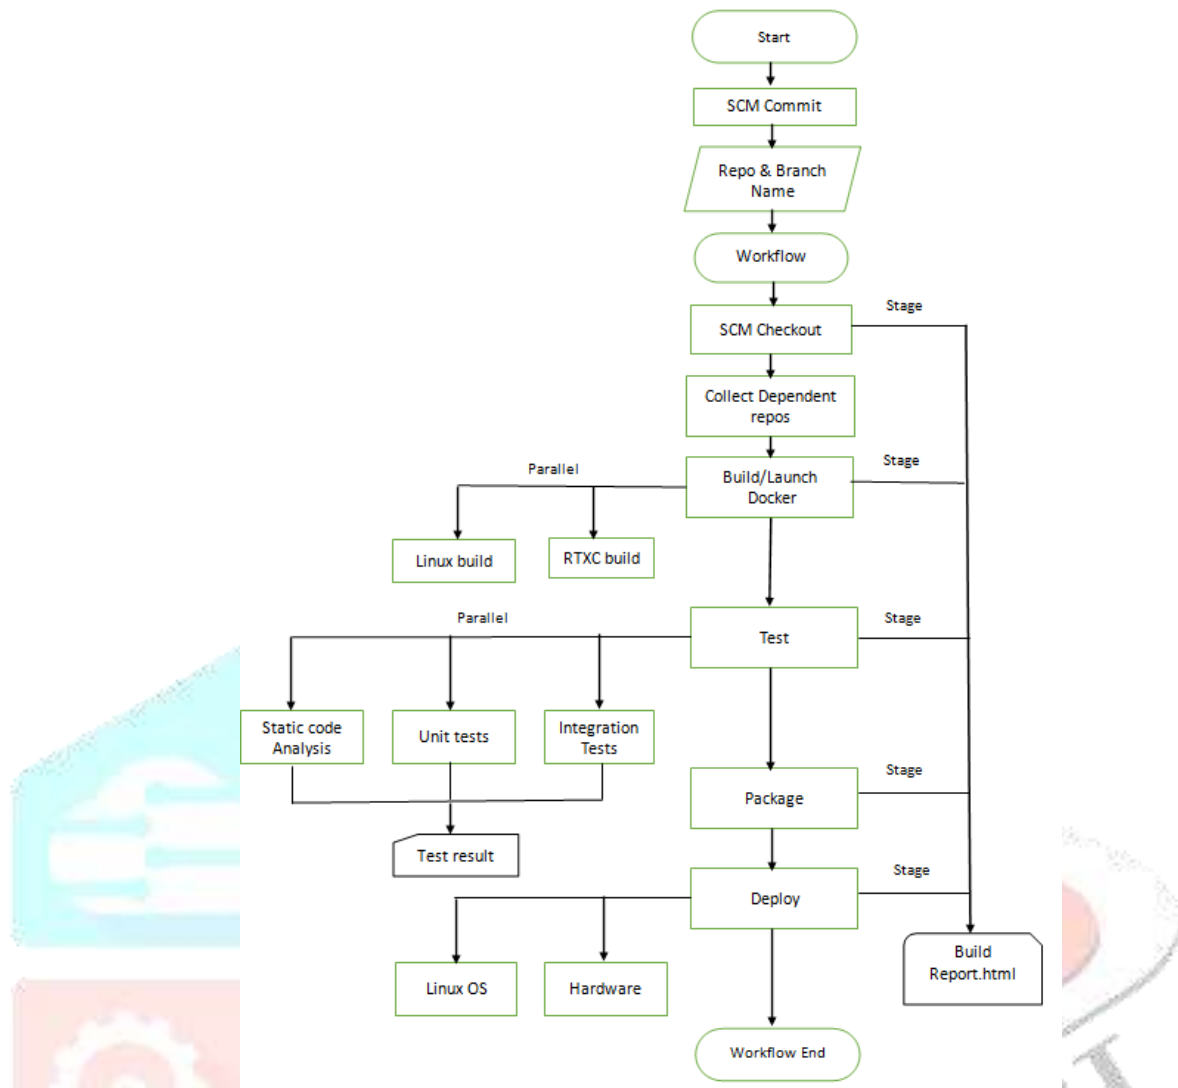 Start
SCM Commit
Repo & Branch
Name
Workflow
Stage
SCM Checkout
Collect Dependent
repos
Stage
Parallel
Build/Launch
Docker
Linux build
RTXC build
Parallel
Stage
Test
Static code
Analysis
Unit tests
Integration
Tests
Stage
Package
Test result
Stage
Deploy
Build
Report.html
Linux OS
Hardware
Workflow End